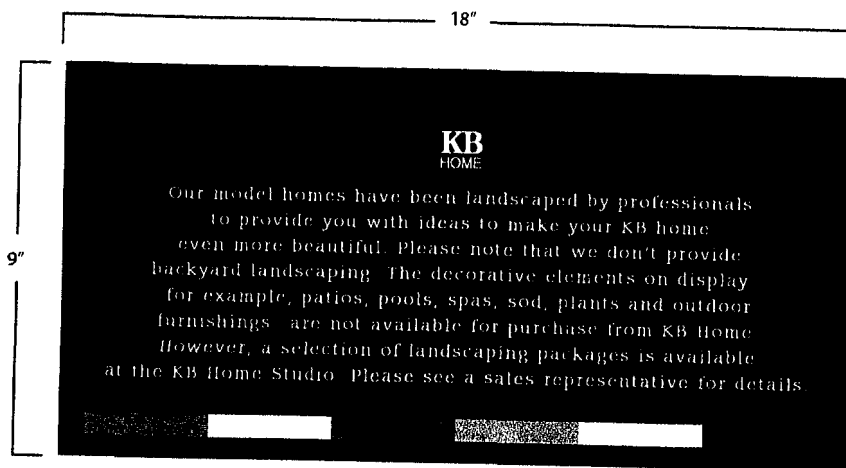 18"
9"
KB
HOME
Our model homes have been landscaped by professionals
to provide you with ideas to make your KB home
even more beautiful. Please note that we don't provide
backyard landscaping. The decorative elements on display
for example, patios, pools, spas, sod, plants and outdoor
furnishings are not available for purchase from KB Home
However, a selection of landscaping packages is available
at the KB Home Studio. Please see a sales representative for details.